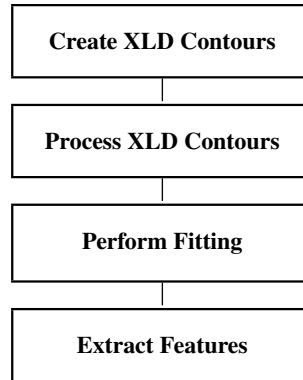 Create XLD Contours
Process XLD Contours
Perform Fitting
Extract Features